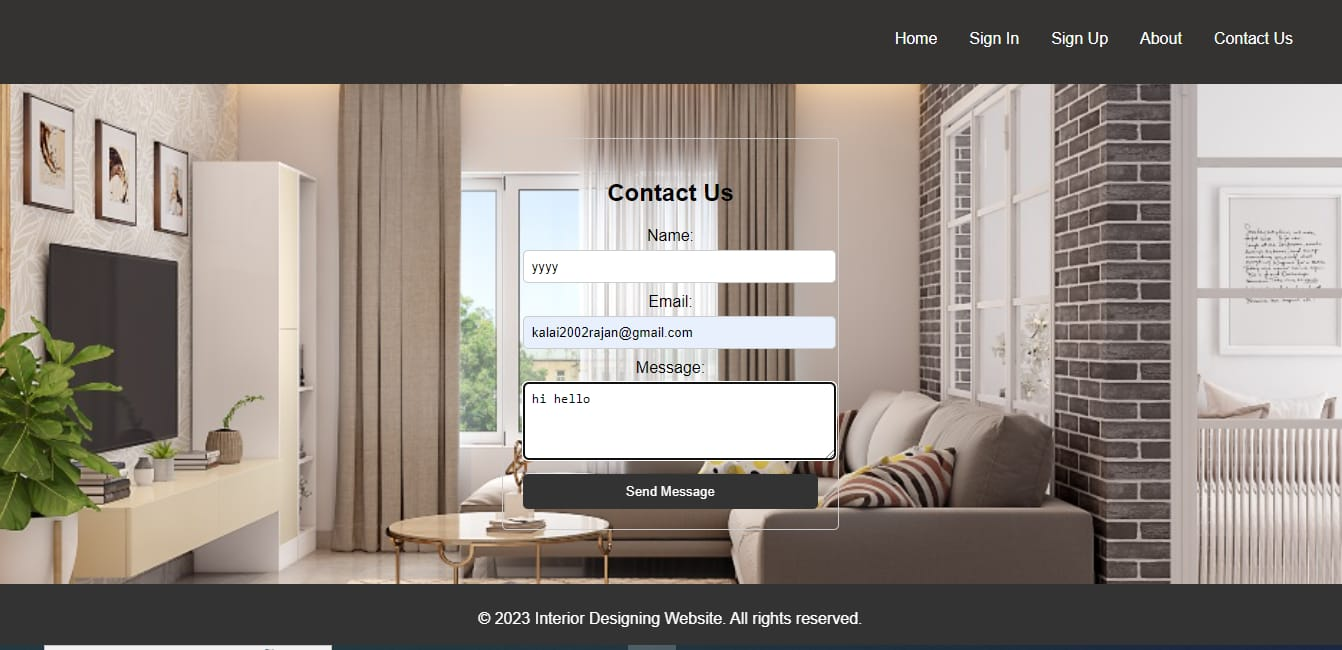 Home Sign In Sign Up About Contact Us
Contact Us
Name:
yyyy
Email:
kalai2002rajan@gmail.com
Message:
hi hello
Send Message
© 2023 Interior Designing Website. All rights reserved.